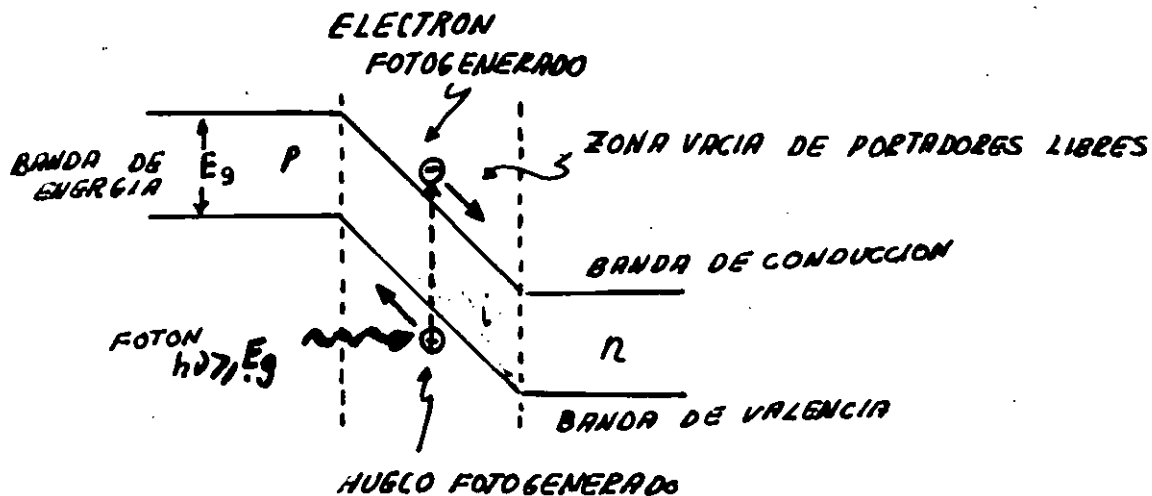 ELECTRON
FOTOGENERADO
ZONA VACIA DE PORTADORES LIBRES
BANDA DE
ENERGIA
Eg
P
BANDA DE CONDUCCION
i
FOTON
hν≥Eg
n
BANDA DE VALENCIA
HUECO FOTOGENERADO